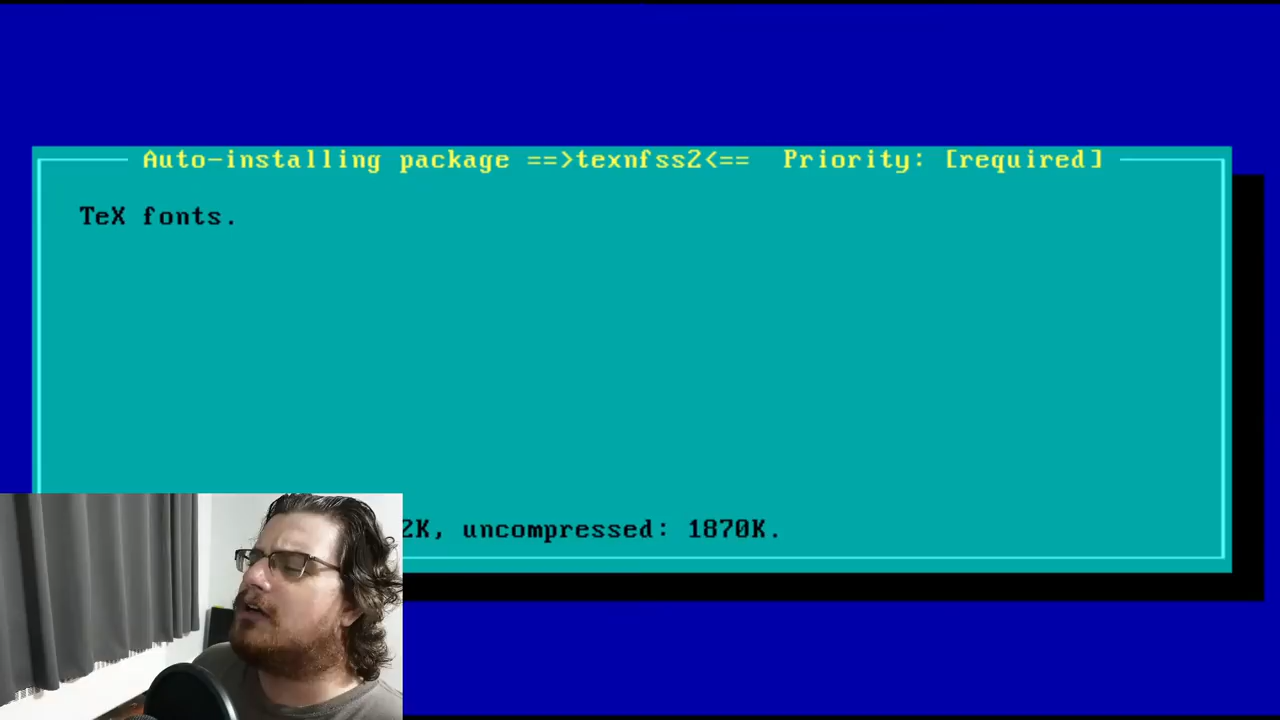 Auto-installing package ==>texnfss2<== Priority: [required]
TeX fonts.
2K, uncompressed: 1870K.